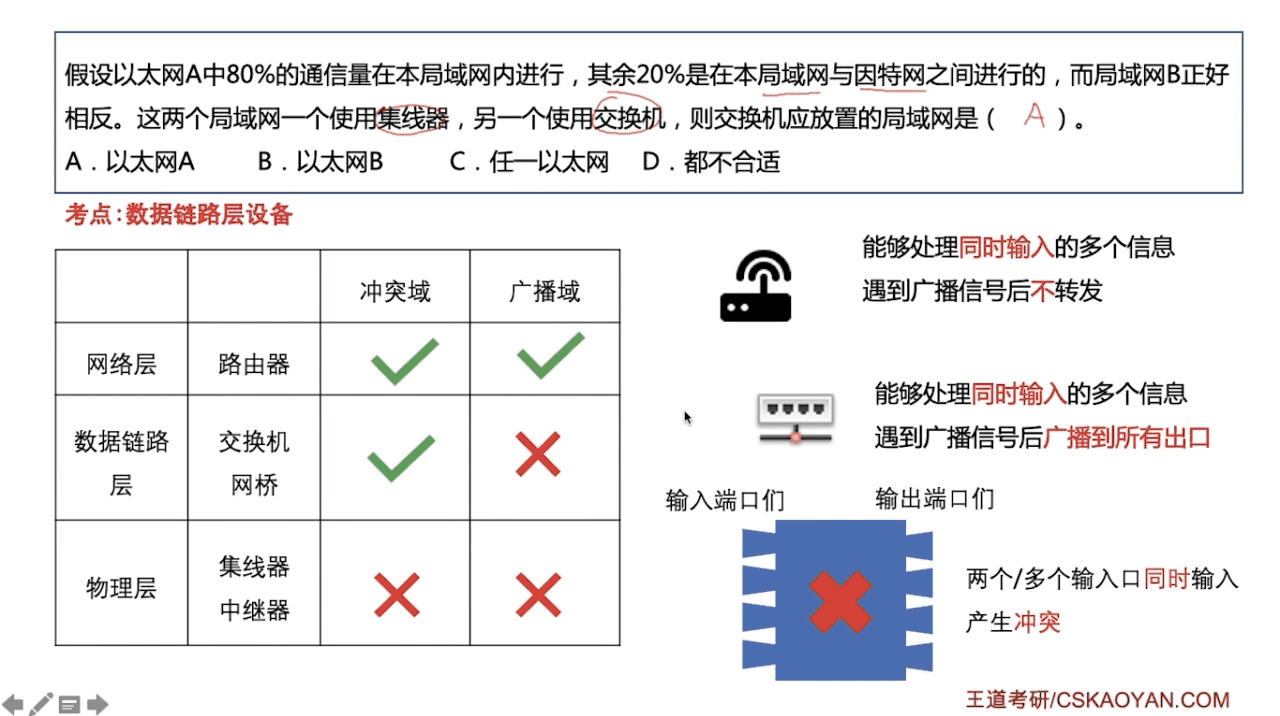 假设以太网A中80%的通信量在本局域网内进行，其余20%是在本局域网与因特网之间进行的，而局域网B正好
相反。这两个局域网一个使用集线器，另一个使用交换机，则交换机应放置的局域网是（ A ）。
A．以太网A B．以太网B C．任一以太网 D．都不合适
考点:数据链路层设备
冲突域 广播域
网络层 路由器
数据链路
层
交换机
网桥
物理层
集线器
中继器
能够处理同时输入的多个信息
遇到广播信号后不转发
能够处理同时输入的多个信息
遇到广播信号后广播到所有出口
输入端口们 输出端口们
两个/多个输入口同时输入
产生冲突
王道考研/CSKAOYAN.COM